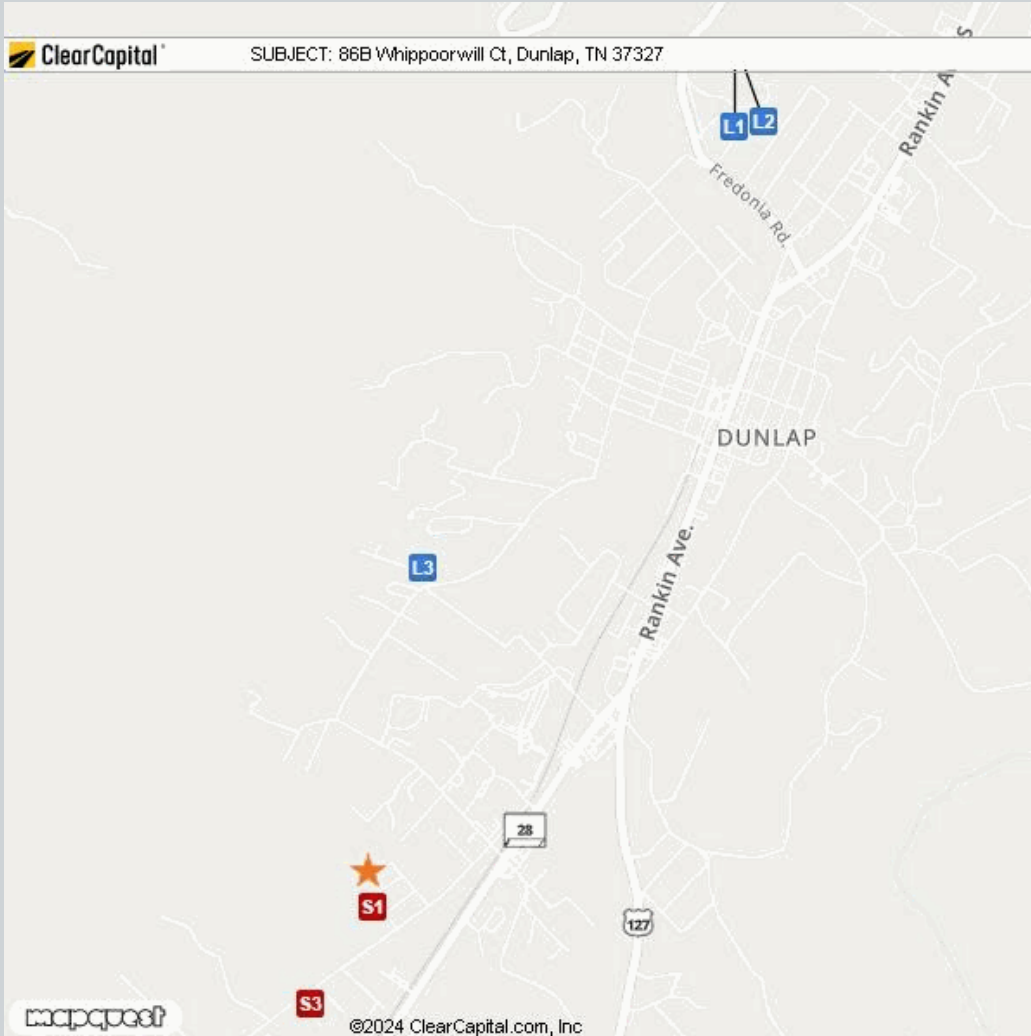 ClearCapital SUBJECT: 86B Whippoorwill Ct, Dunlap, TN 37327
L1 L2
Rankin A
S
Fredonia Rd.
DUNLAP
Rankin Ave.
L3
28
S1
127
S3
mapquest
©2024 ClearCapital.com, Inc